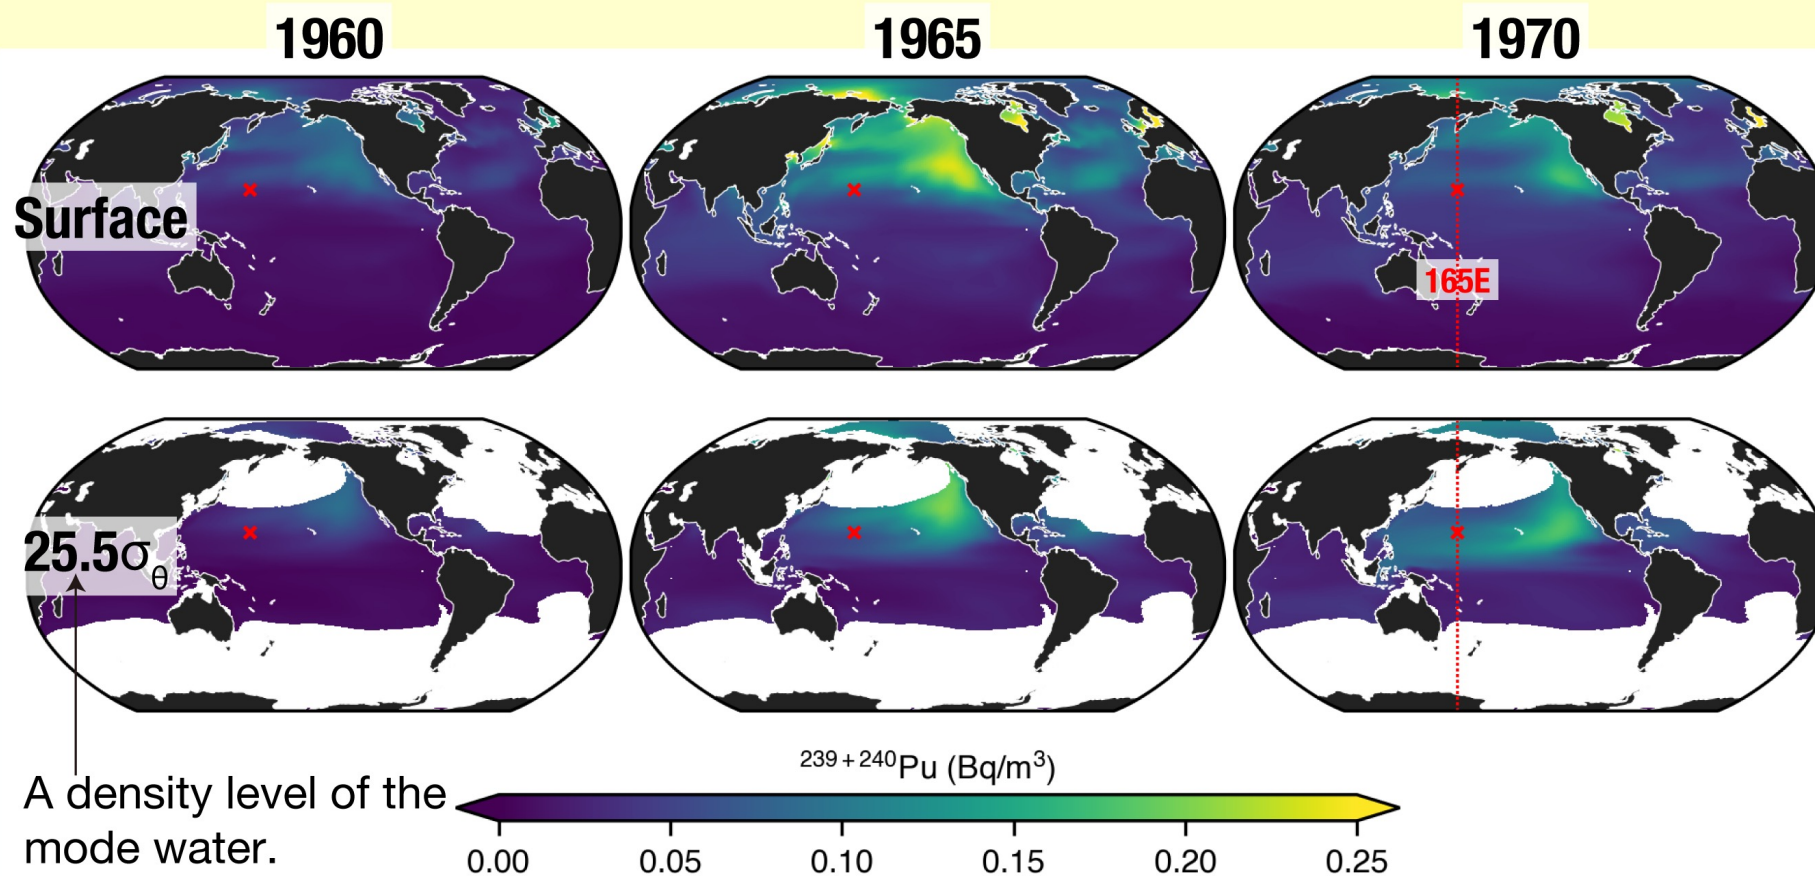 1960
1965
1970
Surface
165E
25.5σθ
A density level of the
mode water.
239+240Pu (Bq/m3)
0.00 0.05 0.10 0.15 0.20 0.25